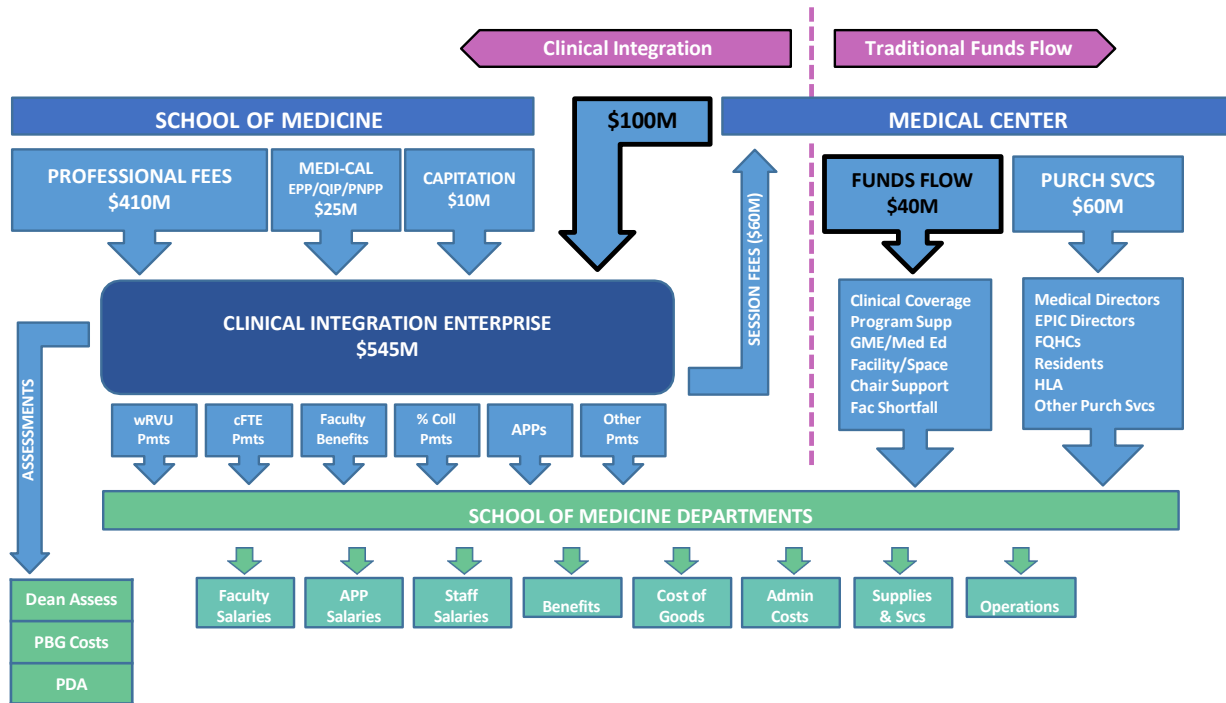 Clinical Integration
Traditional Funds Flow
SCHOOL OF MEDICINE
$100M
MEDICAL CENTER
PROFESSIONAL FEES
$410M
MEDI-CAL
EPP/QIP/PNPP
$25M
CAPITATION
$10M
SESSION FEES ($60M)
FUNDS FLOW
$40M
PURCH SVCS
$60M
CLINICAL INTEGRATION ENTERPRISE
$545M
Clinical Coverage
Program Supp
GME/Med Ed
Facility/Space
Chair Support
Fac Shortfall
Medical Directors
EPIC Directors
FQHCs
Residents
HLA
Other Purch Svcs
ASSESSMENTS
wRVU
Pmts
cFTE
Pmts
Faculty
Benefits
% Coll
Pmts
APPs
Other
Pmts
SCHOOL OF MEDICINE DEPARTMENTS
Dean Assess
PBG Costs
PDA
Faculty
Salaries
APP
Salaries
Staff
Salaries
Benefits
Cost of
Goods
Admin
Costs
Supplies
& Svcs
Operations